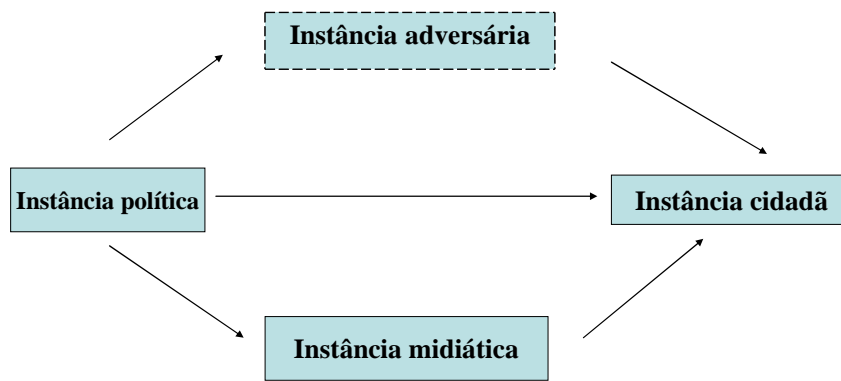 Instância adversária
Instância política
Instância cidadã
Instância midiática